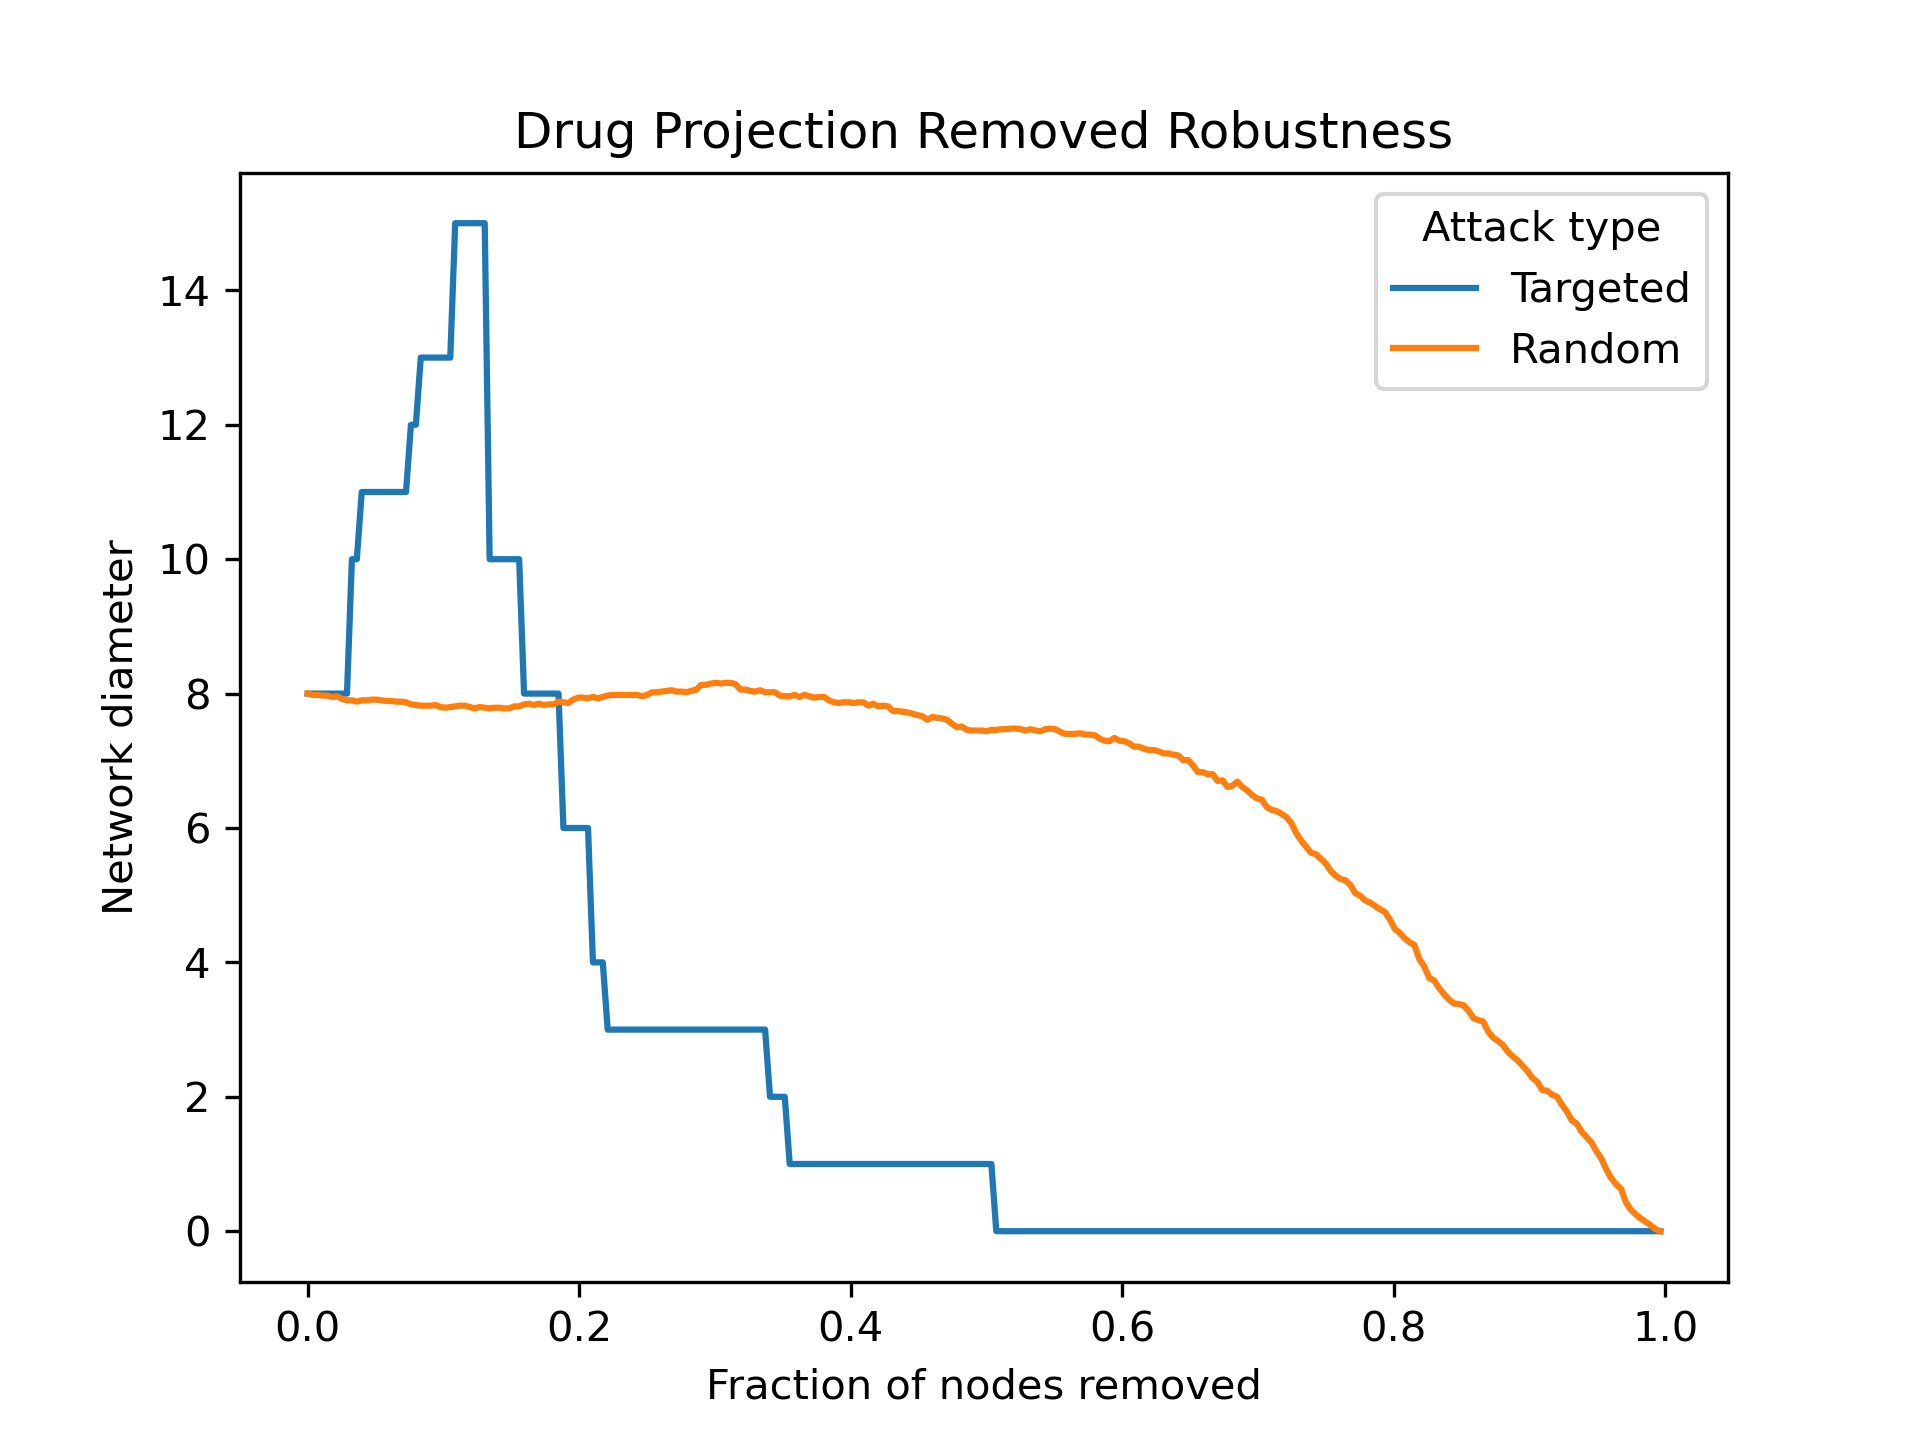 Drug Projection Removed Robustness
Attack type
Targeted
Random
Network diameter
14
12
10
8
6
4
2
0
0.0 0.2 0.4 0.6 0.8 1.0
Fraction of nodes removed